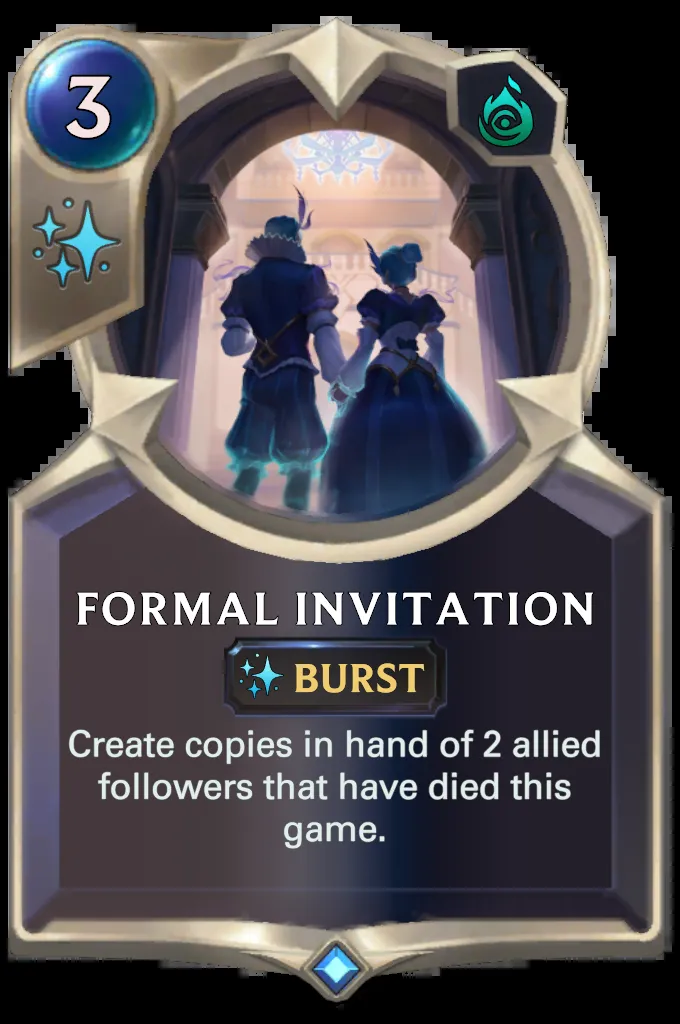 3
FORMAL INVITATION
BURST
Create copies in hand of 2 allied
followers that have died this
game.